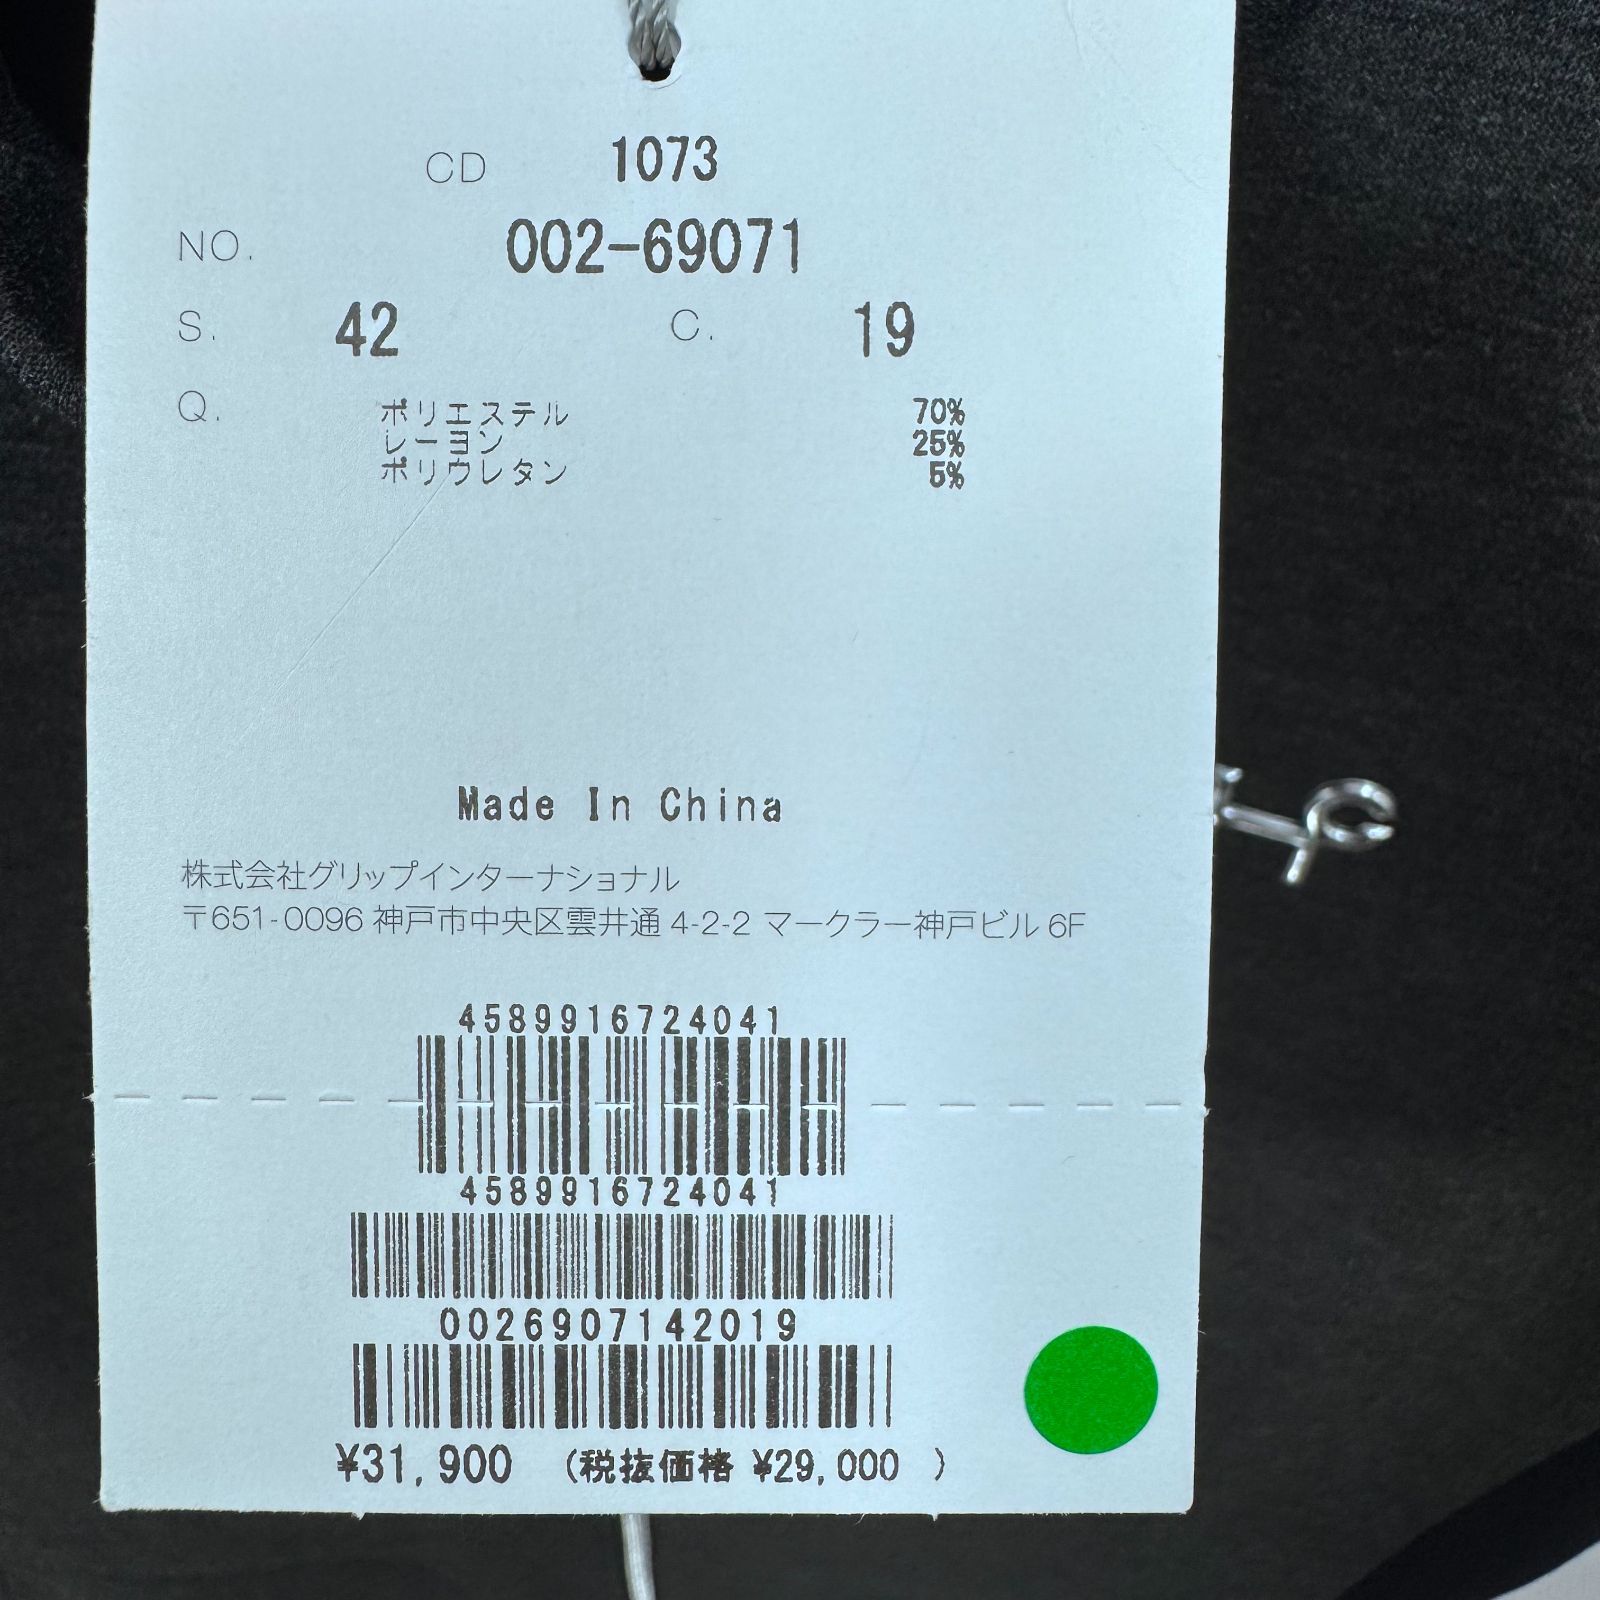 CD 1073
NO. 002-69071
S. 42 C. 19
Q. ポリエステル 70%
レーヨン 25%
ポリウレタン 5%
Made In China
株式会社グリップインターナショナル
〒651-0096 神戸市中央区雲井通 4-2-2 マークラー神戸ビル 6F
4589916724041
4589916724041
0026907142019
¥31,900 (税抜価格 ¥29,000 )